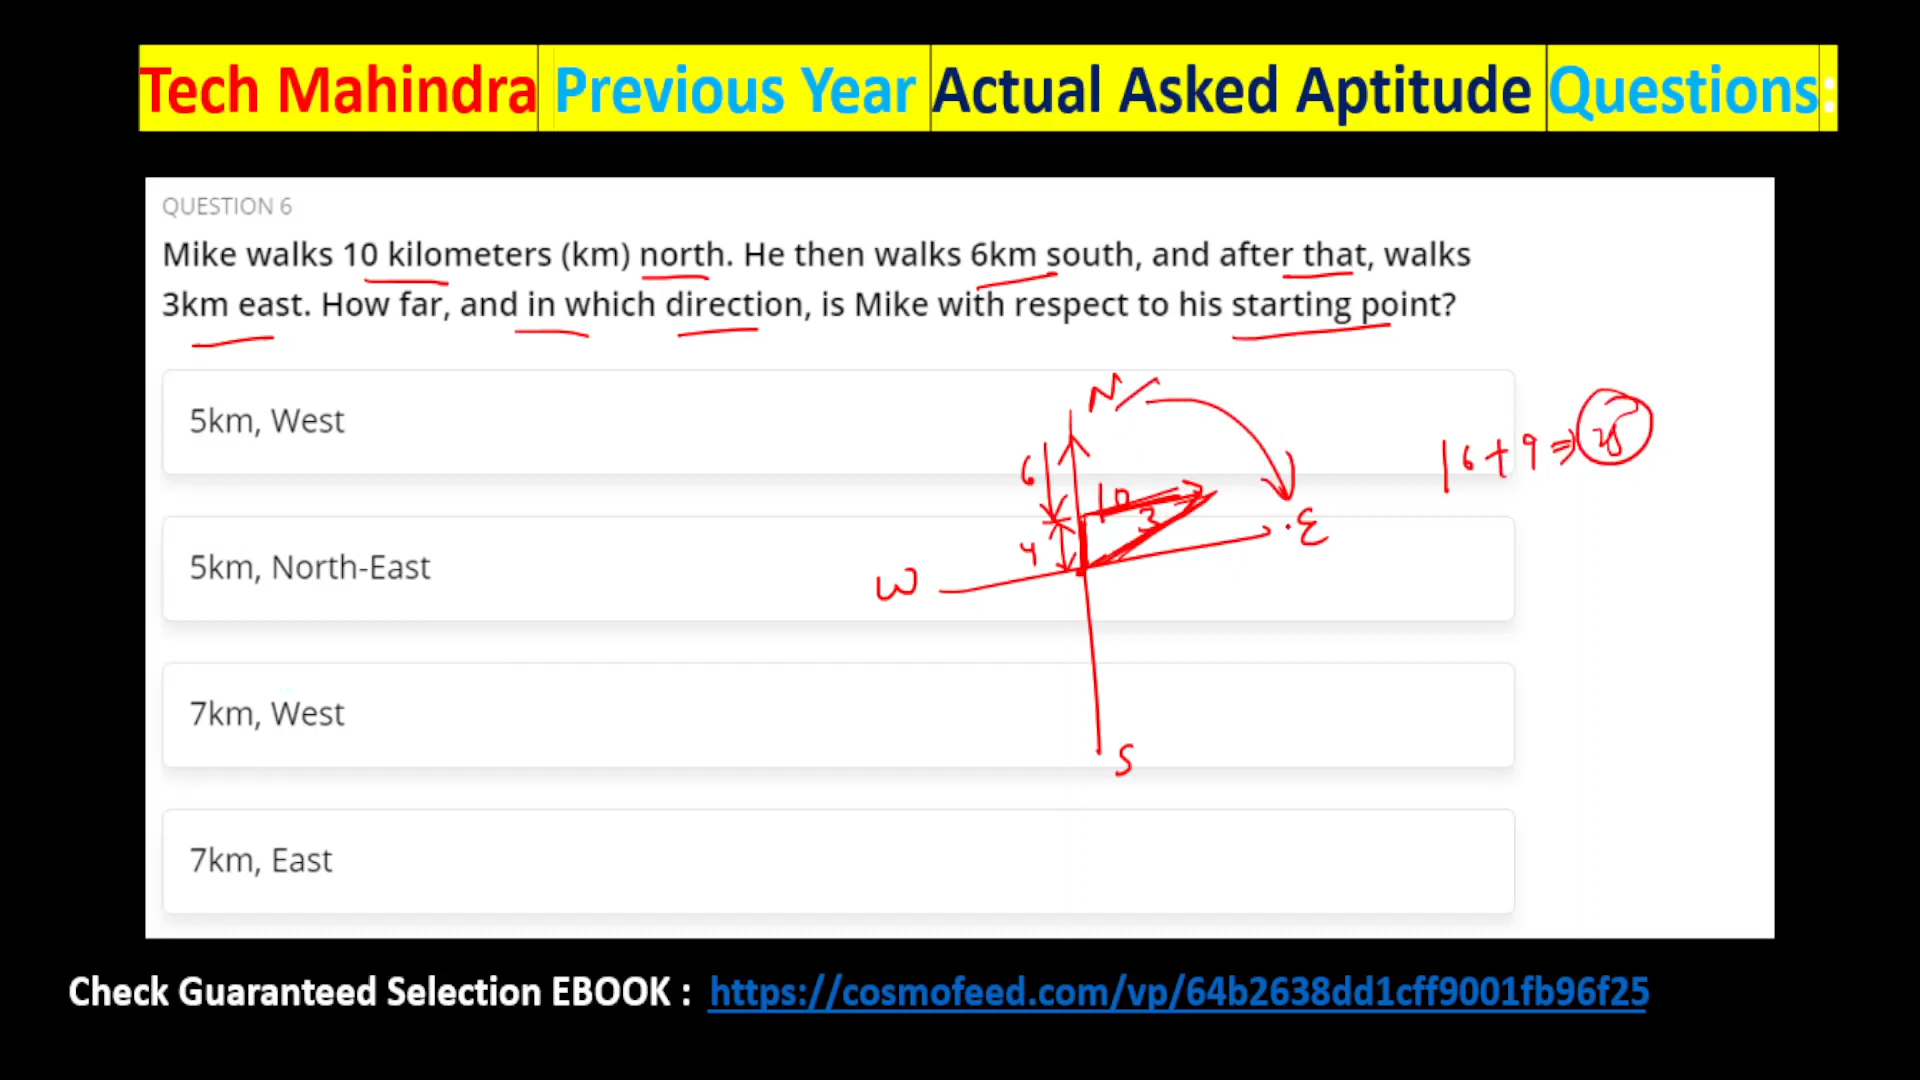 Tech Mahindra Previous Year Actual Asked Aptitude Questions:
QUESTION 6
Mike walks 10 kilometers (km) north. He then walks 6km south, and after that, walks
3km east. How far, and in which direction, is Mike with respect to his starting point?
N
5km, West
16+9⇒25
6
10
3
E
4
5km, North-East
W
7km, West
S
7km, East
Check Guaranteed Selection EBOOK : https://cosmofeed.com/vp/64b2638dd1cff9001fb96f25